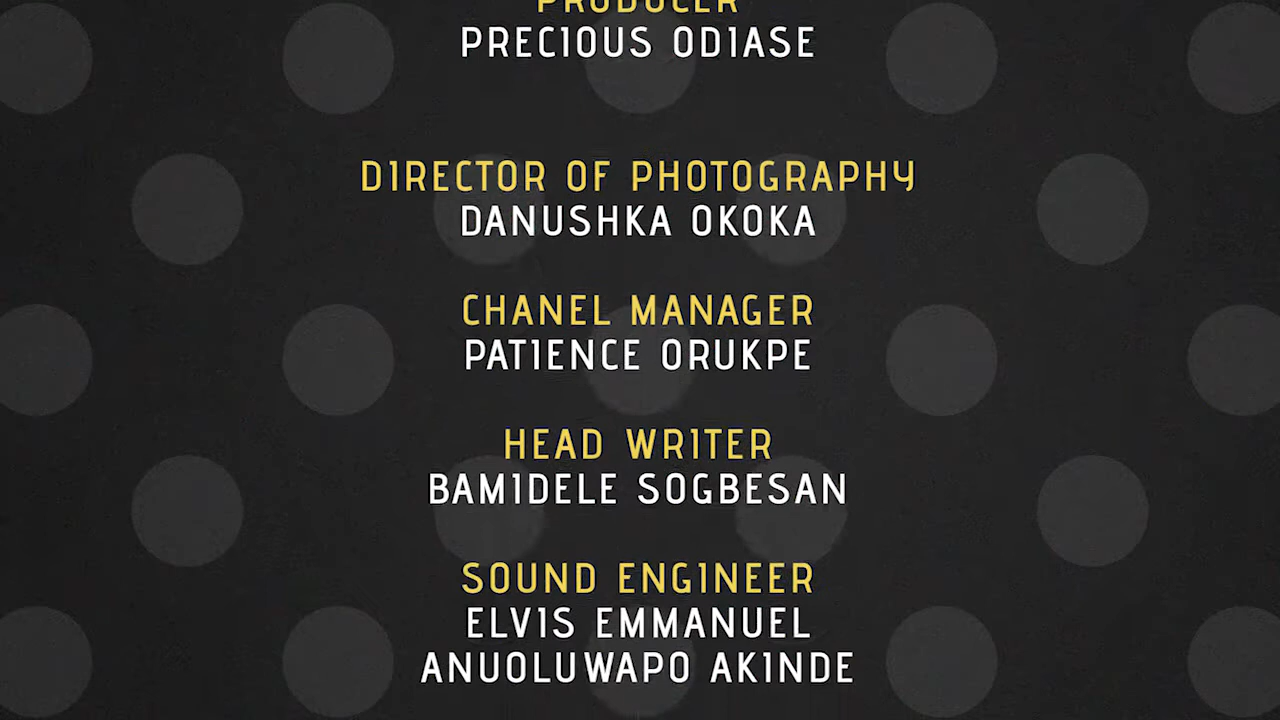 PRODUCER
PRECIOUS ODIASE
DIRECTOR OF PHOTOGRAPHY
DANUSHKA OKOKA
CHANEL MANAGER
PATIENCE ORUKPE
HEAD WRITER
BAMIDELE SOGBESAN
SOUND ENGINEER
ELVIS EMMANUEL
ANUOLUWAPO AKINDE